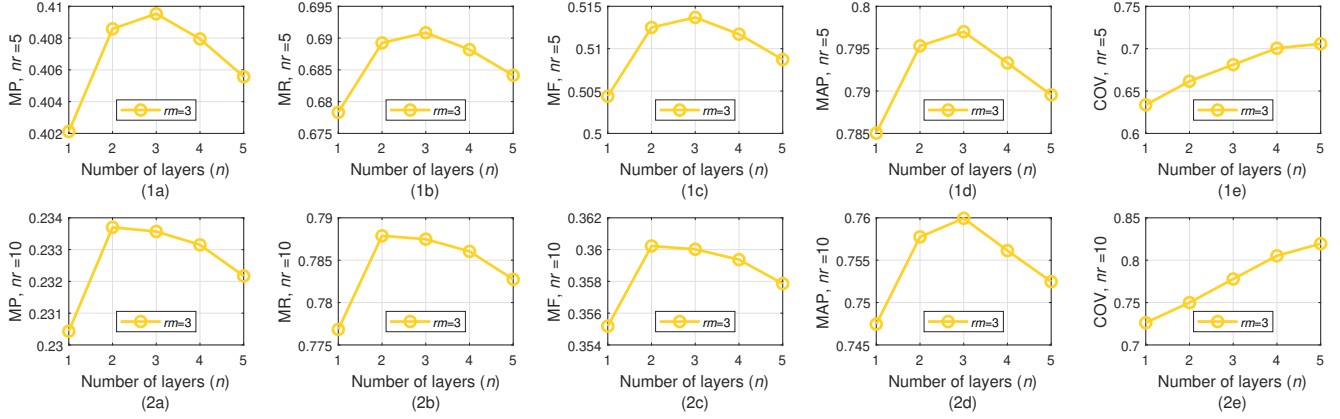 MP, nr =5
0.41
0.408
0.406
0.404
0.402
rm=3
1 2 3 4 5
Number of layers (n)
(1a)
MR, nr =5
0.695
0.69
0.685
0.68
0.675
rm=3
1 2 3 4 5
Number of layers (n)
(1b)
MF, nr =5
0.515
0.51
0.505
0.5
rm=3
1 2 3 4 5
Number of layers (n)
(1c)
MAP, nr =5
0.8
0.795
0.79
0.785
rm=3
1 2 3 4 5
Number of layers (n)
(1d)
COV, nr =5
0.8
0.7
0.65
0.6
rm=3
1 2 3 4 5
Number of layers (n)
(1e)
MP, nr =10
0.234
0.233
0.232
0.231
0.23
rm=3
1 2 3 4 5
Number of layers (n)
(2a)
MR, nr =10
0.79
0.785
0.78
0.775
rm=3
1 2 3 4 5
Number of layers (n)
(2b)
MF, nr =10
0.362
0.36
0.358
0.356
0.354
rm=3
1 2 3 4 5
Number of layers (n)
(2c)
MAP, nr =10
0.76
0.755
0.75
0.745
rm=3
1 2 3 4 5
Number of layers (n)
(2d)
COV, nr =10
0.85
0.8
0.75
0.7
rm=3
1 2 3 4 5
Number of layers (n)
(2e)